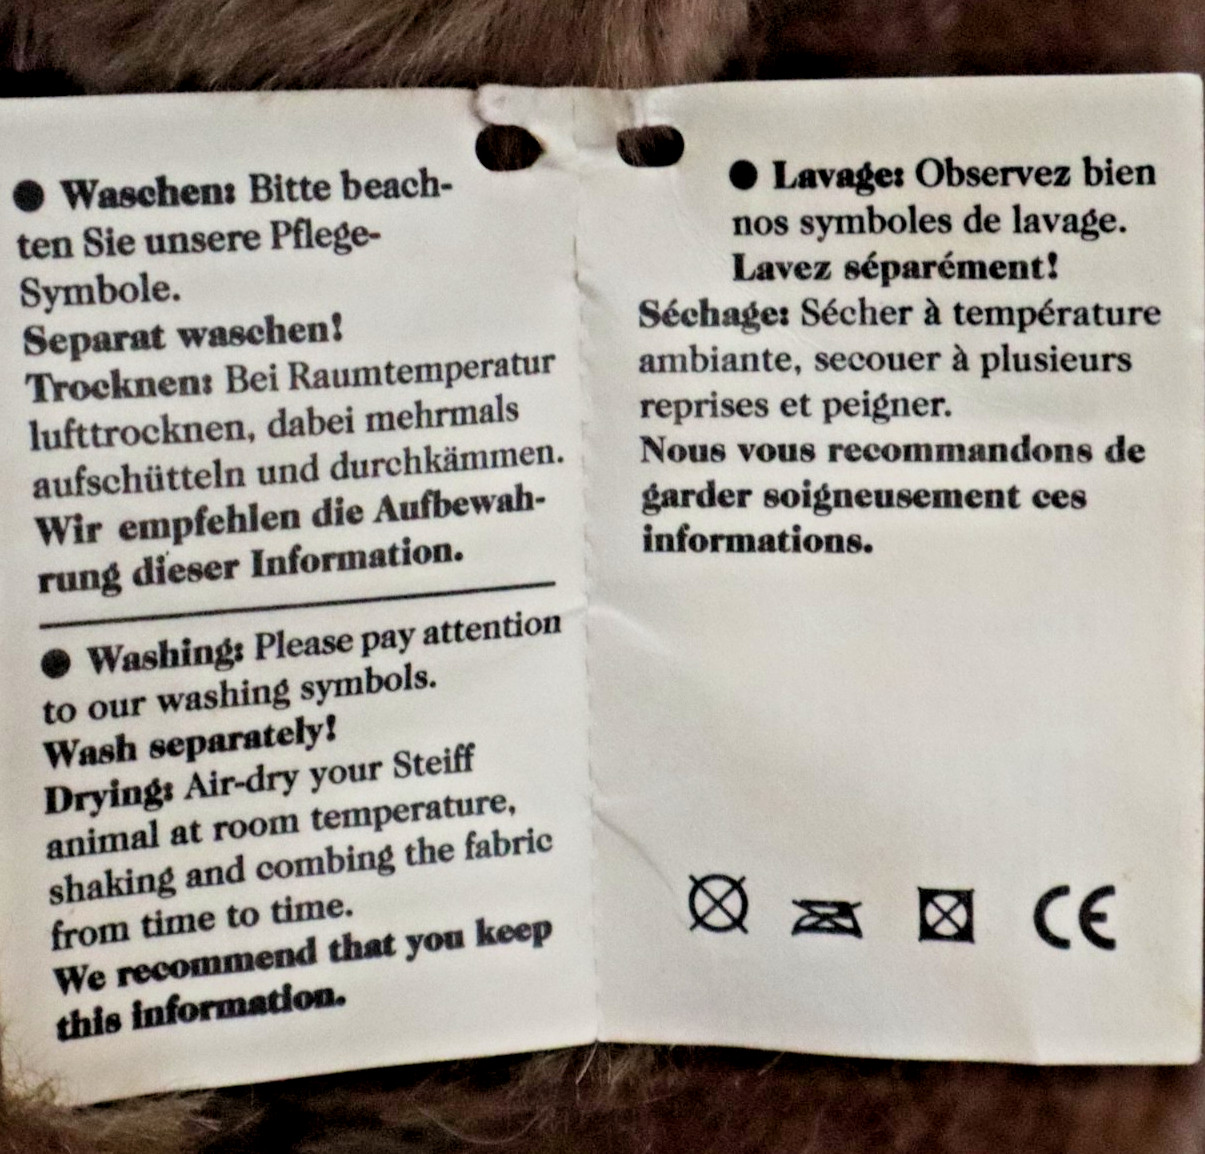 ● Waschen: Bitte beach-
ten Sie unsere Pflege-
Symbole.
Separat waschen!
Trocknen: Bei Raumtemperatur
lufttrocknen, dabei mehrmals
aufschütteln und durchkämmen.
Wir empfehlen die Aufbewah-
rung dieser Information.
● Washing: Please pay attention
to our washing symbols.
Wash separately!
Drying: Air-dry your Steiff
animal at room temperature,
shaking and combing the fabric
from time to time.
We recommend that you keep
this information.
● Lavage: Observez bien
nos symboles de lavage.
Lavez séparément!
Séchage: Sécher à température
ambiante, secouer à plusieurs
reprises et peigner.
Nous vous recommandons de
garder soigneusement ces
informations.
CE